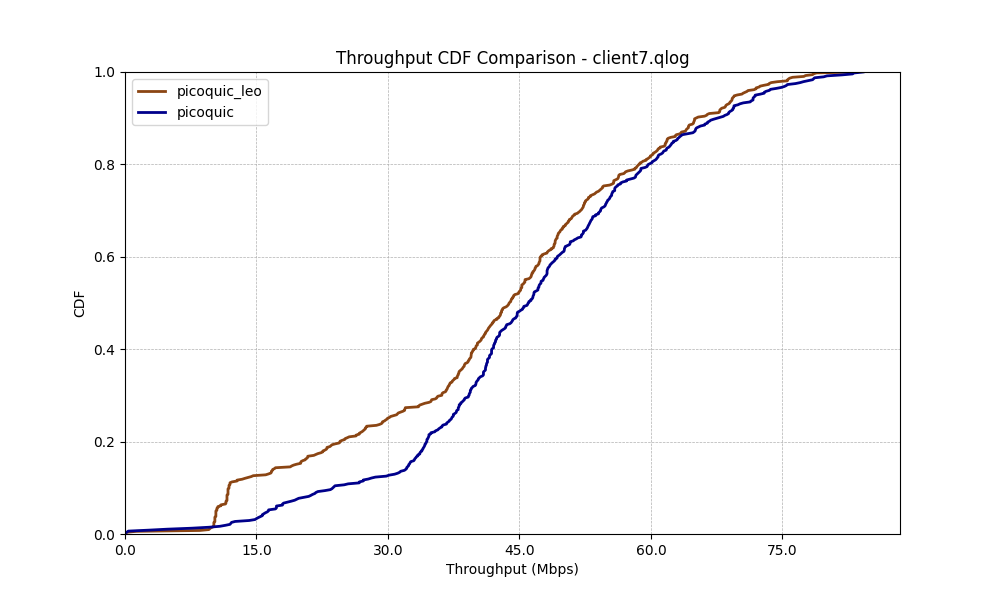 Throughput CDF Comparison - client7.qlog
picoquic_leo
picoquic
CDF
1.0
0.8
0.6
0.4
0.2
0.0
0.0 15.0 30.0 45.0 60.0 75.0
Throughput (Mbps)